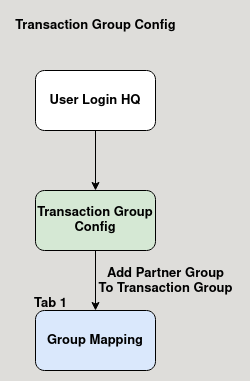 Transaction Group Config
User Login HQ
Transaction Group
Config
Add Partner Group
To Transaction Group
Tab 1
Group Mapping